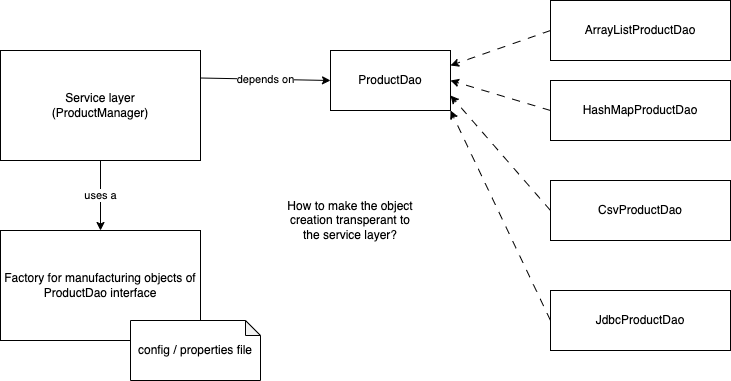 ArrayListProductDao
Service layer
(ProductManager)
depends on
ProductDao
HashMapProductDao
uses a
How to make the object
creation transperant to
the service layer?
CsvProductDao
Factory for manufacturing objects of
ProductDao interface
config / properties file
JdbcProductDao